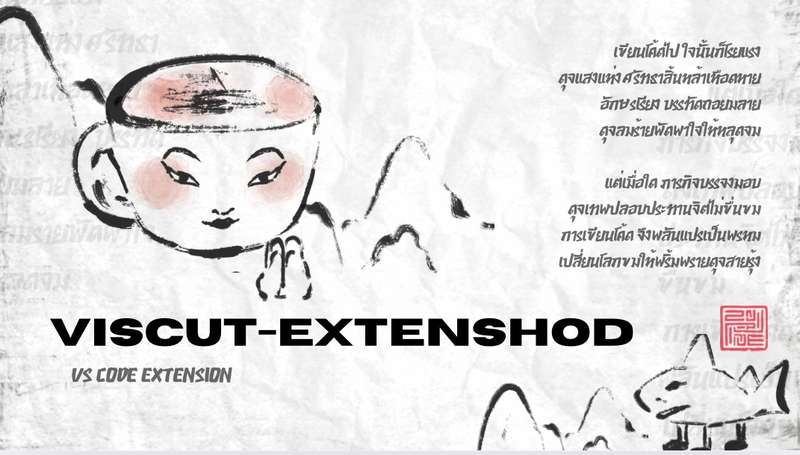 เขียนโค้ดไป ใจนั้นก็โรยแรง
ดุจแสงแห่ง ศรัทธาสิ้นหล้าเหือดหาย
อักษรเรียง บรรทัดถอยมลาย
ดุจลมร้ายพัดพาใจให้หลุดจม
แต่เมื่อใด ภารกิจบรรจงมอบ
ดุจเทพปลอบประทานจิตไม่ขื่นขม
การเขียนโค้ด จึงพลันแปรเป็นพรหม
เปลี่ยนโลกขมให้พริ้มพรายดุจสายรุ้ง
VISCUT-EXTENSHOD
VS CODE EXTENSION